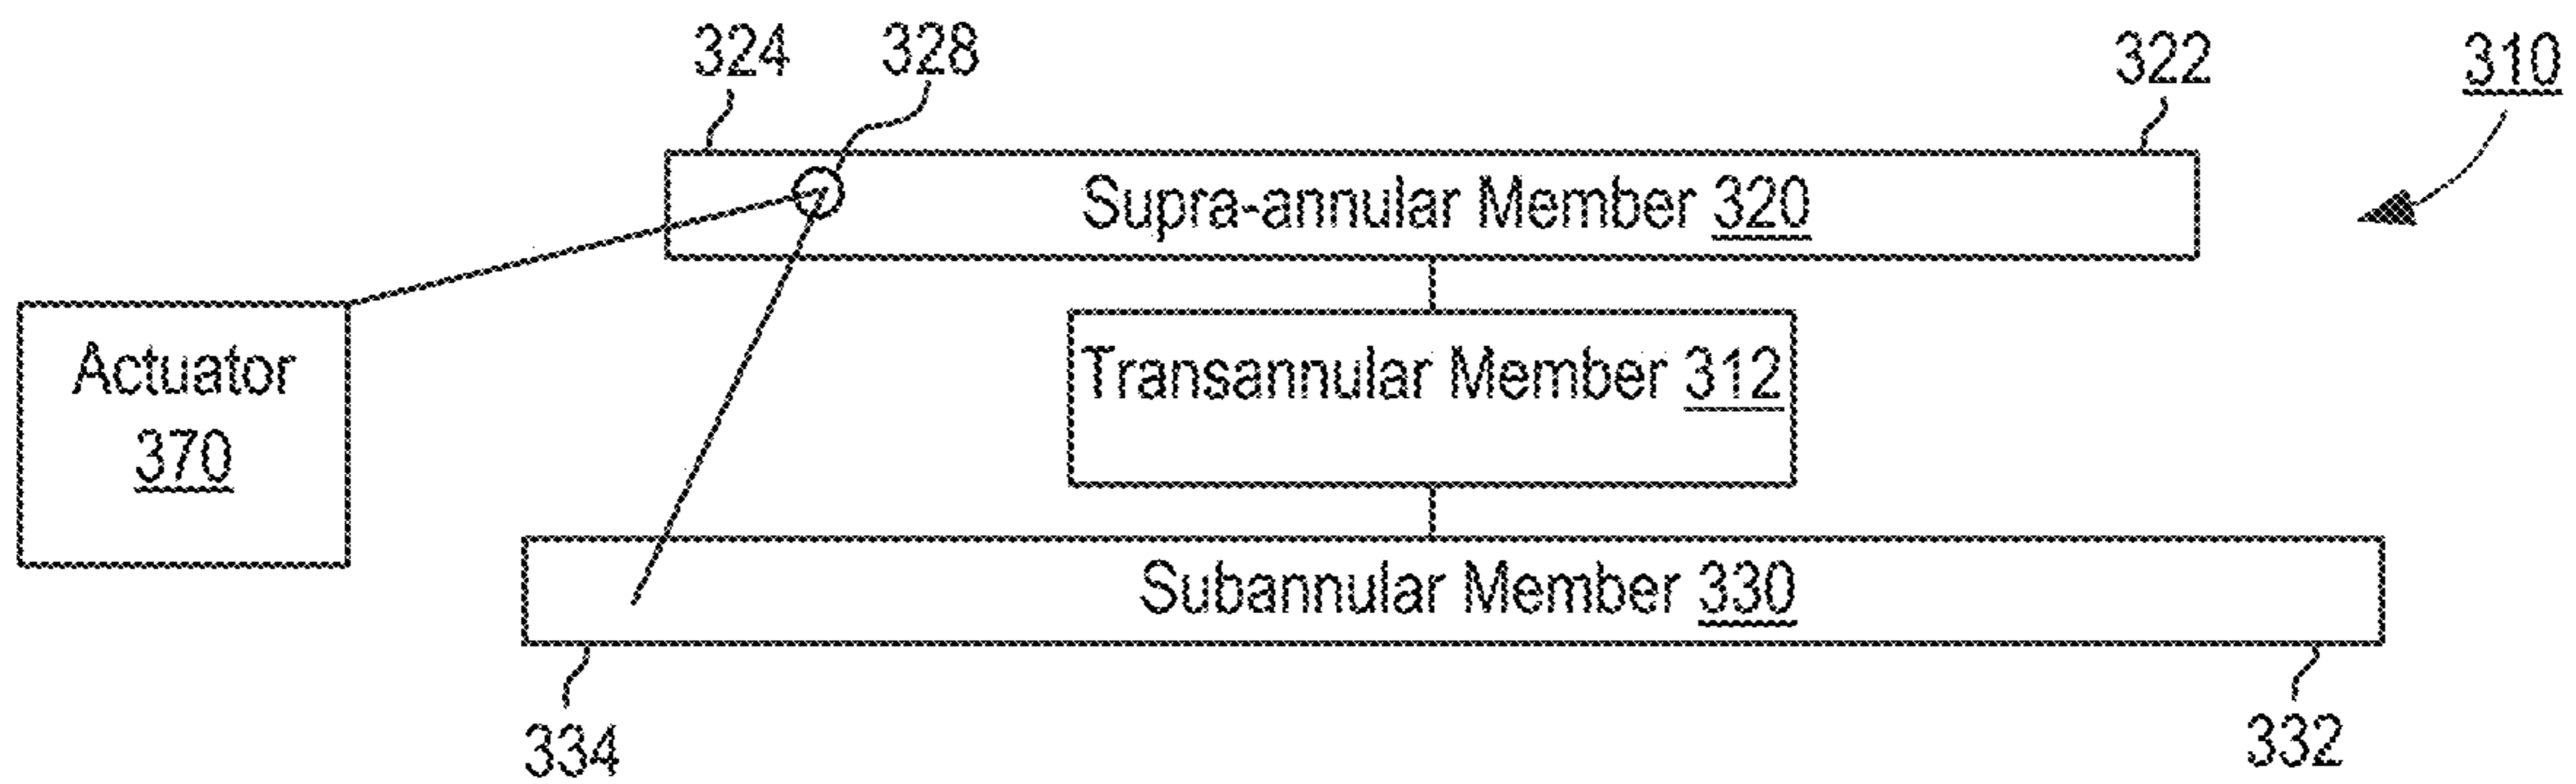 324 328 322 310
Supra-annular Member 320
Actuator
370
Transannular Member 312
Subannular Member 330
334 332